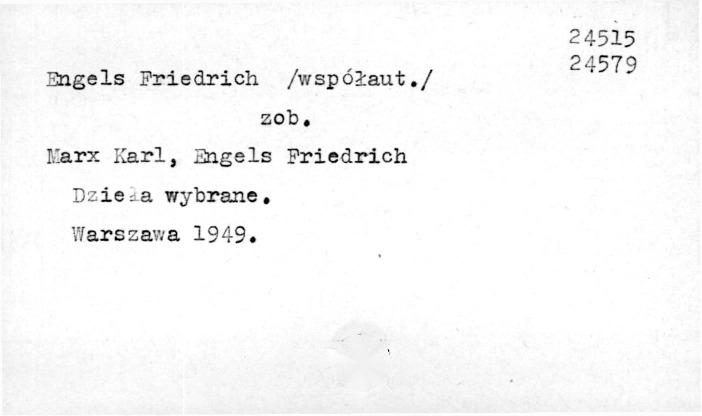 24515
24579
Engels Friedrich /współaut./
zob.
Marx Karl, Engels Friedrich
Dzieła wybrane.
Warszawa 1949.